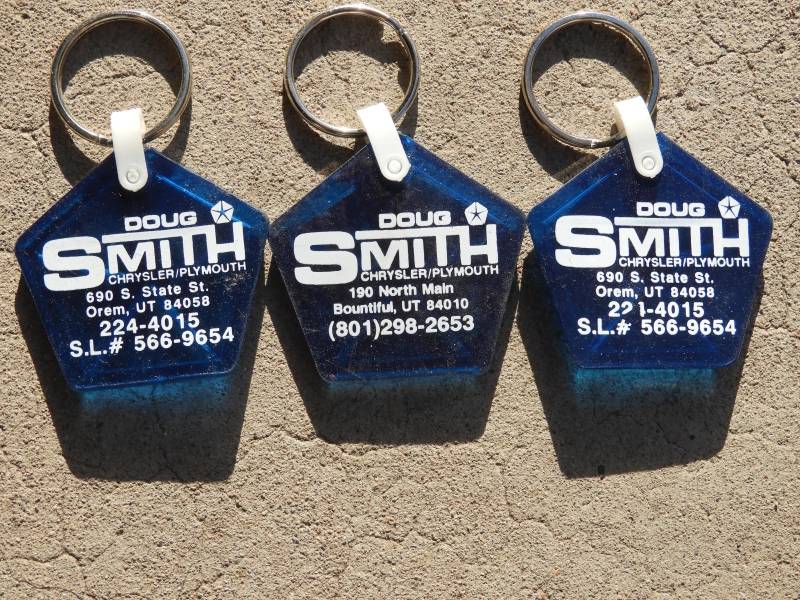 DOUG
SMITH
CHRYSLER/PLYMOUTH
690 S. State St.
Orem, UT 84058
224-4015
S.L.# 566-9654
DOUG
SMITH
CHRYSLER/PLYMOUTH
190 North Main
Bountiful, UT 84010
(801)298-2653
DOUG
SMITH
CHRYSLER/PLYMOUTH
690 S. State St.
Orem, UT 84058
S.L.# 566-9654